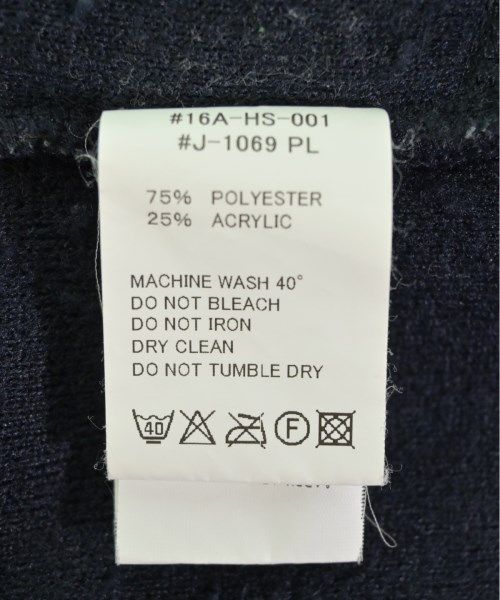 #16A-HS-001
#J-1069 PL
75% POLYESTER
25% ACRYLIC
MACHINE WASH 40°
DO NOT BLEACH
DO NOT IRON
DRY CLEAN
DO NOT TUMBLE DRY
40 F